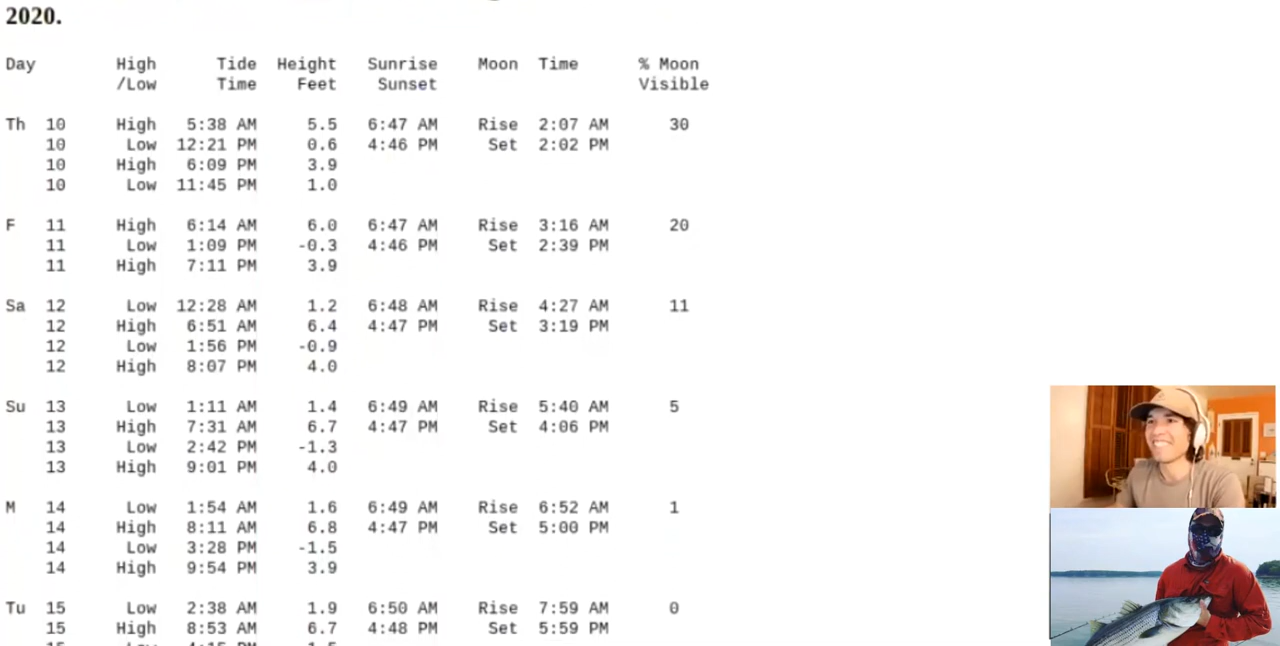 2020.
Day High Tide Height Sunrise Moon Time % Moon
/Low Time Feet Sunset Visible
Th 10 High 5:38 AM 5.5 6:47 AM Rise 2:07 AM 30
10 Low 12:21 PM 0.6 4:46 PM Set 2:02 PM
10 High 6:09 PM 3.9
10 Low 11:45 PM 1.0
F 11 High 6:14 AM 6.0 6:47 AM Rise 3:16 AM 20
11 Low 1:09 PM -0.3 4:46 PM Set 2:39 PM
11 High 7:11 PM 3.9
Sa 12 Low 12:28 AM 1.2 6:48 AM Rise 4:27 AM 11
12 High 6:51 AM 6.4 4:47 PM Set 3:19 PM
12 Low 1:56 PM -0.9
12 High 8:07 PM 4.0
Su 13 Low 1:11 AM 1.4 6:49 AM Rise 5:40 AM 5
13 High 7:31 AM 6.7 4:47 PM Set 4:06 PM
13 Low 2:42 PM -1.3
13 High 9:01 PM 4.0
M 14 Low 1:54 AM 1.6 6:49 AM Rise 6:52 AM 1
14 High 8:11 AM 6.8 4:47 PM Set 5:00 PM
14 Low 3:28 PM -1.5
14 High 9:54 PM 3.9
Tu 15 Low 2:38 AM 1.9 6:50 AM Rise 7:59 AM 0
15 High 8:53 AM 6.7 4:48 PM Set 5:59 PM